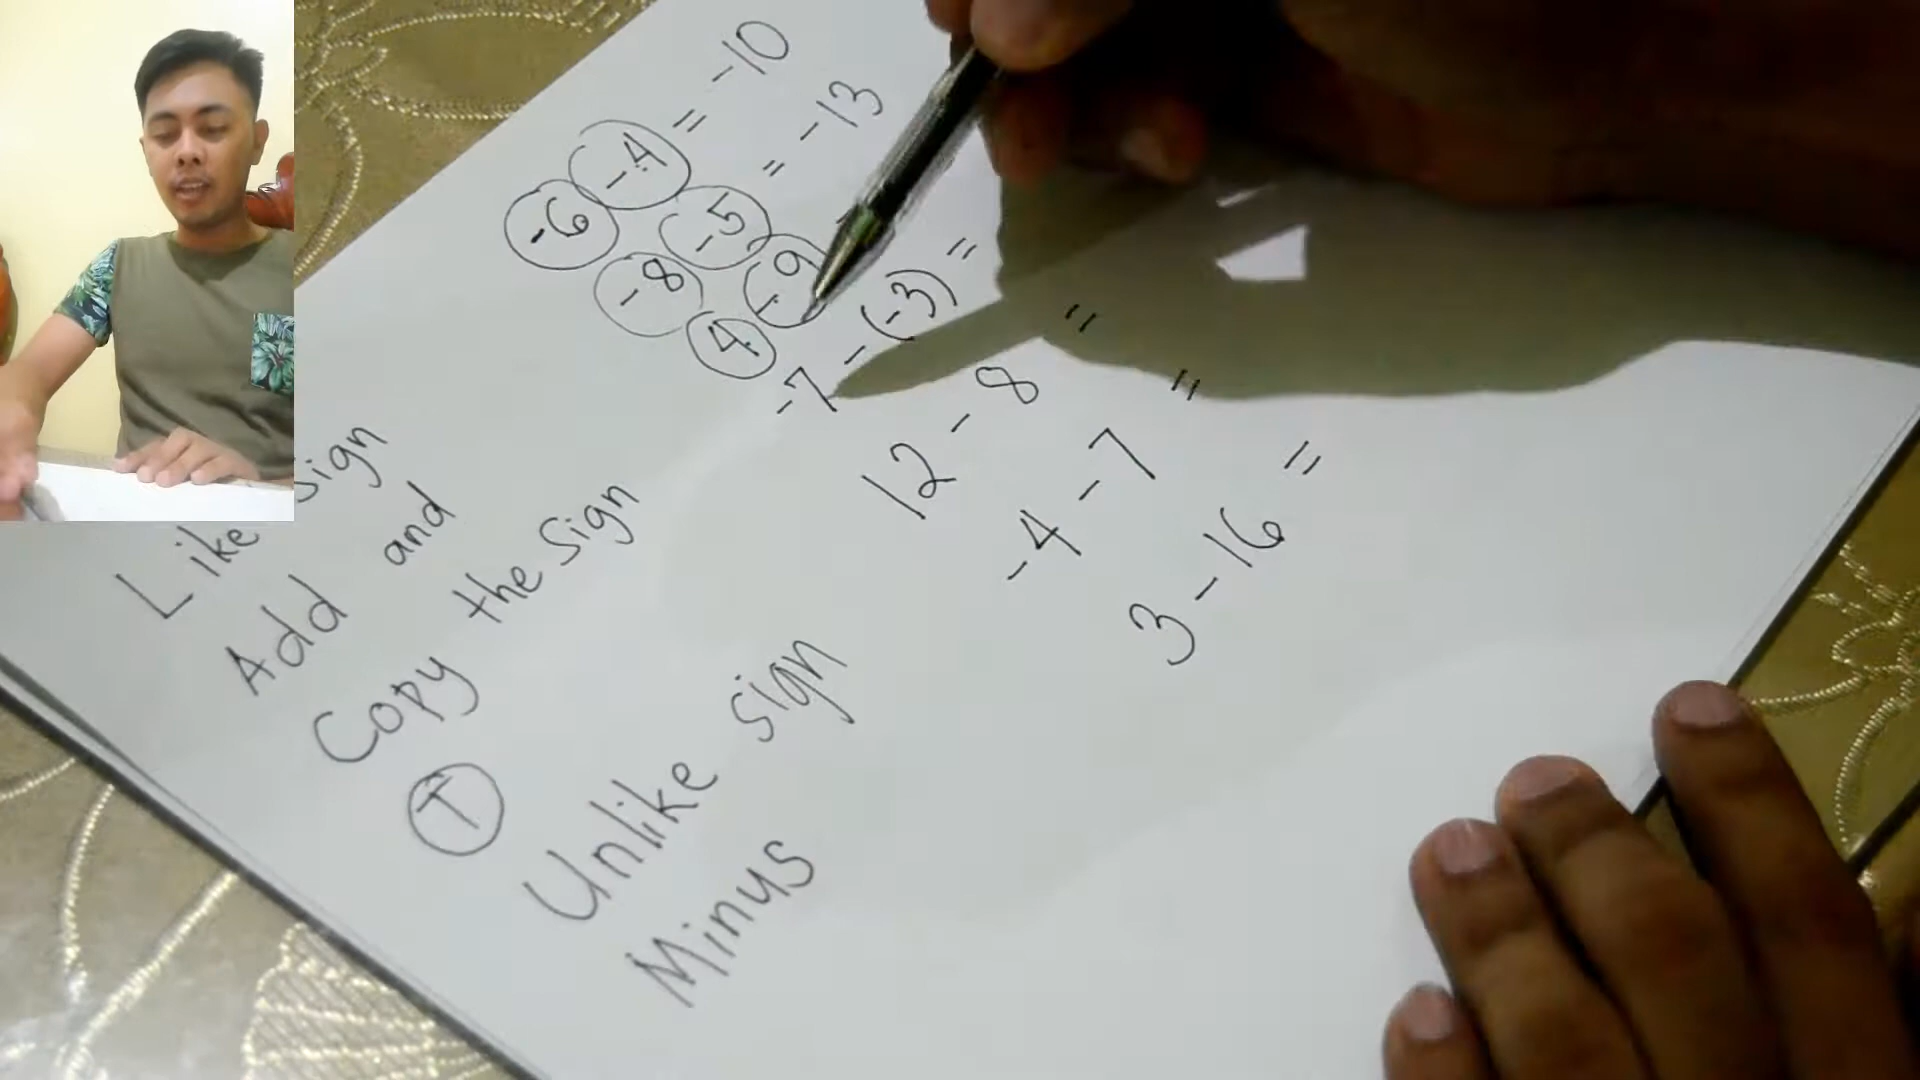 -6 -4 = -10
-8 -5 = -13
4 -9
-7 - (-3) =
12 - 8 =
-4 - 7 =
3 - 16 =
Like Sign
Add and
Copy the Sign
+
Unlike sign
Minus